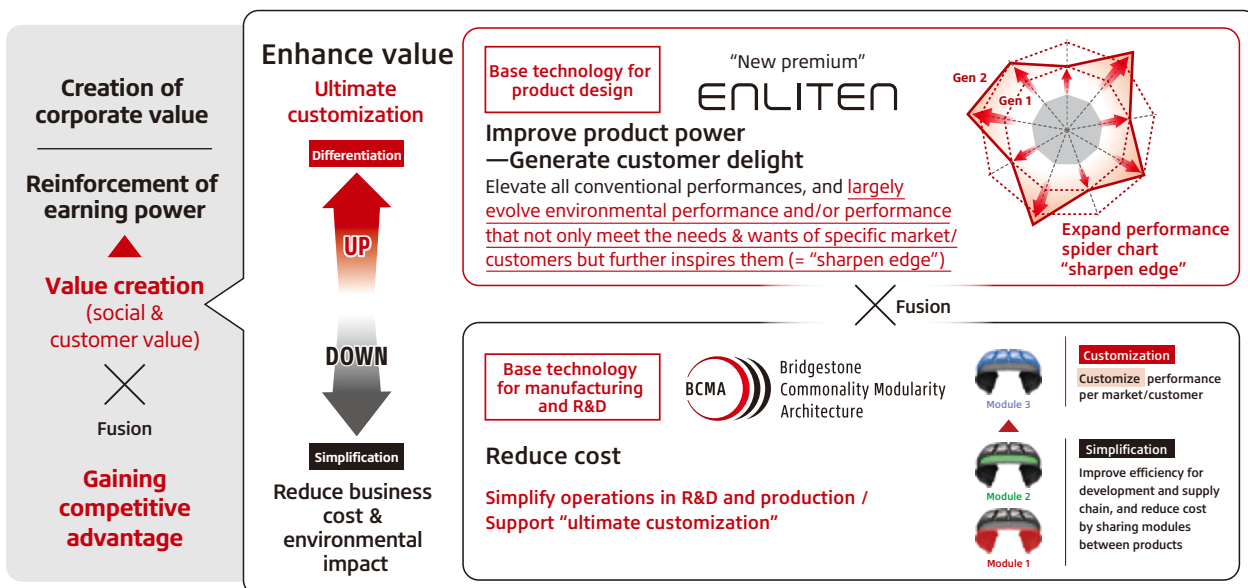 Creation of
corporate value
Reinforcement of
earning power
Value creation
(social &
customer value)
Fusion
Gaining
competitive
advantage
Enhance value
Ultimate
customization
Differentiation
UP
DOWN
Simplification
Reduce business
cost &
environmental
impact
Base technology for
product design
“New premium”
ENLITEN
Improve product power
—Generate customer delight
Elevate all conventional performances, and largely
evolve environmental performance and/or performance
that not only meet the needs & wants of specific market/
customers but further inspires them (= “sharpen edge”)
Gen 2
Gen 1
Expand performance
spider chart
“sharpen edge”
Fusion
Base technology
for manufacturing
and R&D
BCMA
Bridgestone
Commonality Modularity
Architecture
Reduce cost
Simplify operations in R&D and production /
Support “ultimate customization”
Module 3
Module 2
Module 1
Customization
Customize performance
per market/customer
Simplification
Improve efficiency for
development and supply
chain, and reduce cost
by sharing modules
between products